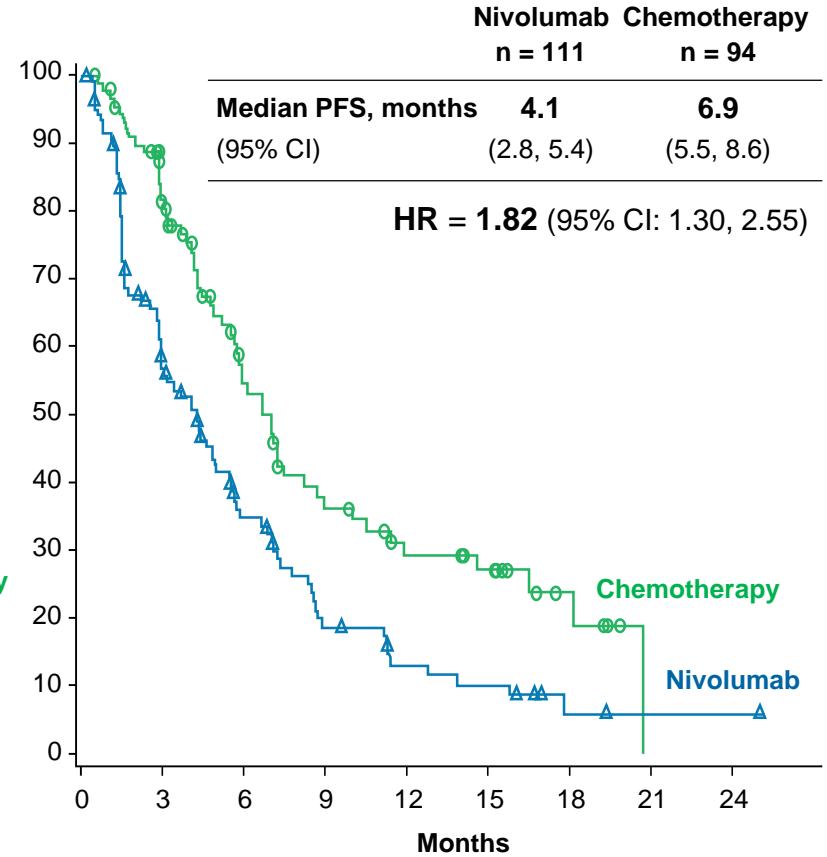 Nivolumab Chemotherapy
n = 111 n = 94
Median PFS, months 4.1 6.9
(95% CI) (2.8, 5.4) (5.5, 8.6)
HR = 1.82 (95% CI: 1.30, 2.55)
100
90
80
70
60
50
40
30
20
10
0
y
Chemotherapy
Nivolumab
0 3 6 9 12 15 18 21 24
Months